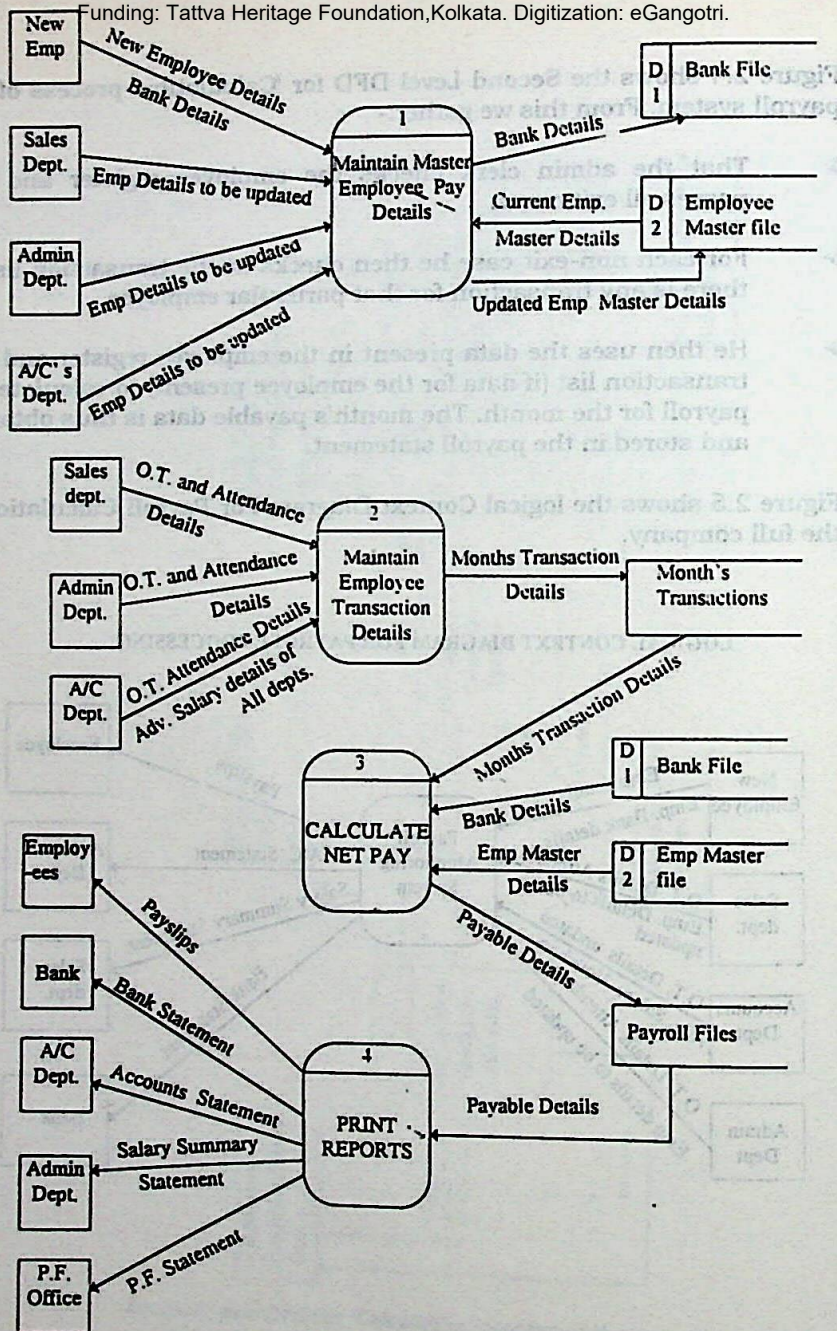 Funding: Tattva Heritage Foundation,Kolkata. Digitization: eGangotri.
New
Emp
New Employee Details
Bank Details
Sales
Dept.
Emp Details to be updated
Admin
Dept.
Emp Details to be updated
A/C' s
Dept.
Emp Details to be updated
1
Maintain Master
Employee Pay
Details
Bank Details
D
1
Bank File
Current Emp.
Master Details
D
2
Employee
Master file
Updated Emp Master Details
Sales
dept.
O.T. and Attendance
Details
Admin
Dept.
O.T. and Attendance
Details
A/C
Dept.
O.T. Attendance Details
Adv. Salary details of
All depts.
2
Maintain
Employee
Transaction
Details
Months Transaction
Details
Month's
Transactions
Months Transaction Details
3
CALCULATE
NET PAY
Bank Details
D
1
Bank File
Emp Master
Details
D
2
Emp Master
file
Payable Details
Payroll Files
Payable Details
4
PRINT
REPORTS
Employ
-ees
Payslips
Bank
Bank Statement
A/C
Dept.
Accounts Statement
Admin
Dept.
Salary Summary
Statement
P.F.
Office
P.F. Statement